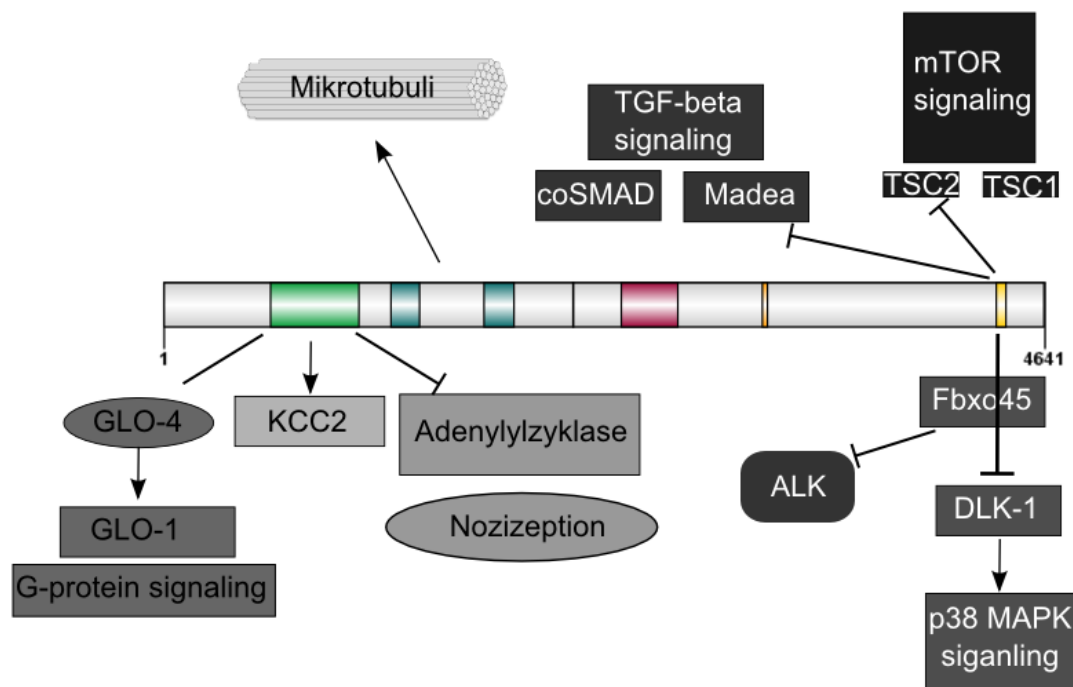 Mikrotubuli
TGF-beta
signaling
coSMAD
Madea
mTOR
signaling
TSC2
TSC1
1
4641
GLO-4
KCC2
Adenylylzyklase
Nozizeption
GLO-1
G-protein signaling
Fbxo45
ALK
DLK-1
p38 MAPK
siganling